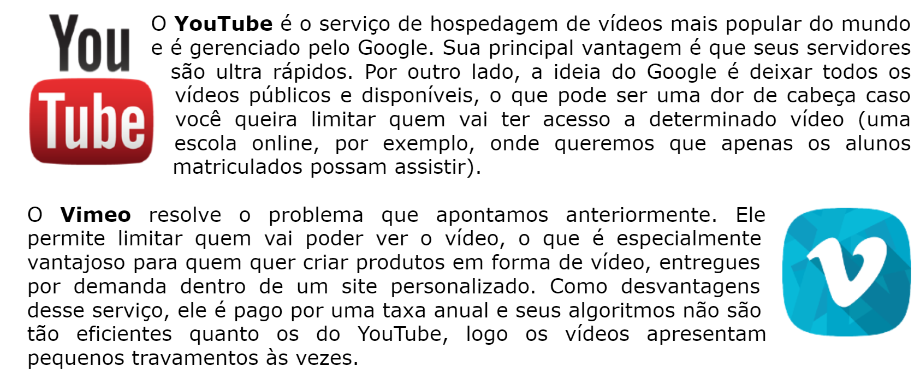 You
Tube
O YouTube é o serviço de hospedagem de vídeos mais popular do mundo
e é gerenciado pelo Google. Sua principal vantagem é que seus servidores
são ultra rápidos. Por outro lado, a ideia do Google é deixar todos os
vídeos públicos e disponíveis, o que pode ser uma dor de cabeça caso
você queira limitar quem vai ter acesso a determinado vídeo (uma
escola online, por exemplo, onde queremos que apenas os alunos
matriculados possam assistir).
O Vimeo resolve o problema que apontamos anteriormente. Ele
permite limitar quem vai poder ver o vídeo, o que é especialmente
vantajoso para quem quer criar produtos em forma de vídeo, entregues
por demanda dentro de um site personalizado. Como desvantagens
desse serviço, ele é pago por uma taxa anual e seus algoritmos não são
tão eficientes quanto os do YouTube, logo os vídeos apresentam
pequenos travamentos às vezes.
v